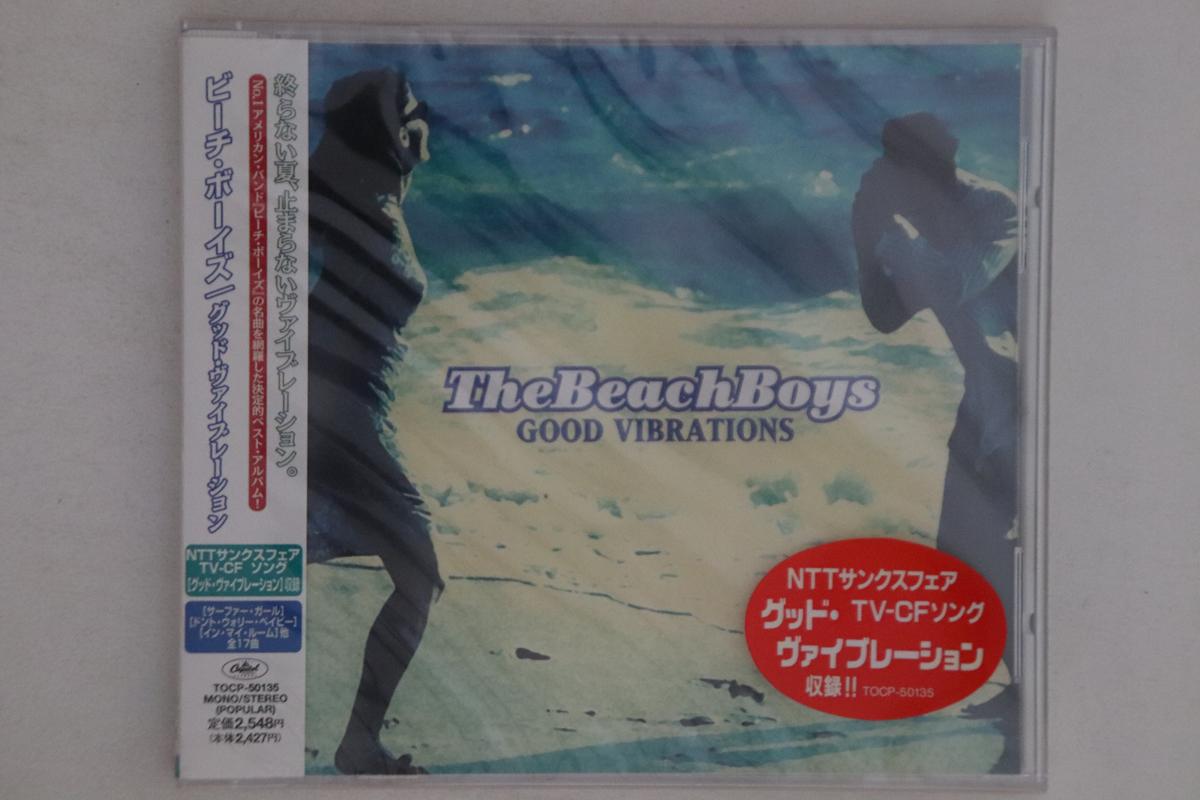 終らない夏、止まらないヴァイブレーション。
No.1 アメリカン・バンド『ビーチ・ボーイズ』の名曲を網羅した決定的ベスト・アルバム!
ビーチ・ボーイズ/グッド・ヴァイブレーション
NTTサンクスフェア
TV-CF ソング
[グッド・ヴァイブレーション]収録
[サーファー・ガール]
[ドント・ウォリー・ベイビー]
[イン・マイ・ルーム]他
全17曲
Capitol
TOCP-50135
MONO/STEREO
(POPULAR)
定価2,548円
(本体2,427円)
TheBeachBoys
GOOD VIBRATIONS
NTTサンクスフェア
グッド・ TV-CFソング
ヴァイブレーション
収録!! TOCP-50135